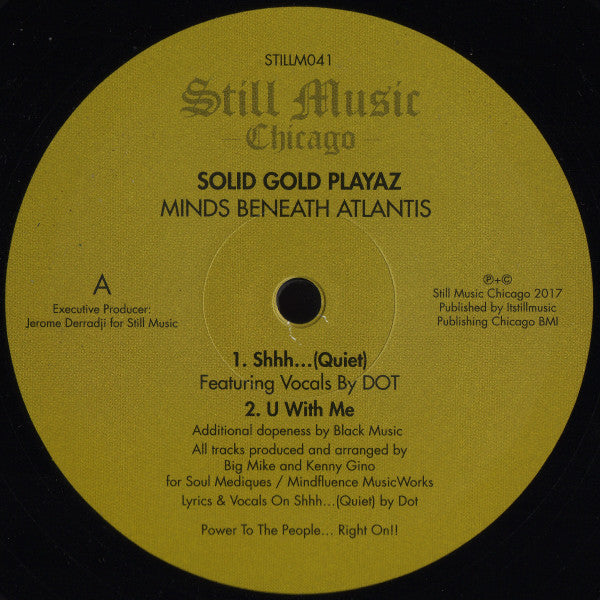 STILLM041
Still Music
- Chicago -
SOLID GOLD PLAYAZ
MINDS BENEATH ATLANTIS
A
Executive Producer:
Jerome Derradji for Still Music
℗+©
Still Music Chicago 2017
Published by Itstillmusic
Publishing Chicago BMI
1. Shhh...(Quiet)
Featuring Vocals By DOT
2. U With Me
Additional dopeness by Black Music
All tracks produced and arranged by
Big Mike and Kenny Gino
for Soul Mediques / Mindfluence MusicWorks
Lyrics & Vocals On Shhh...(Quiet) by Dot
Power To The People... Right On!!